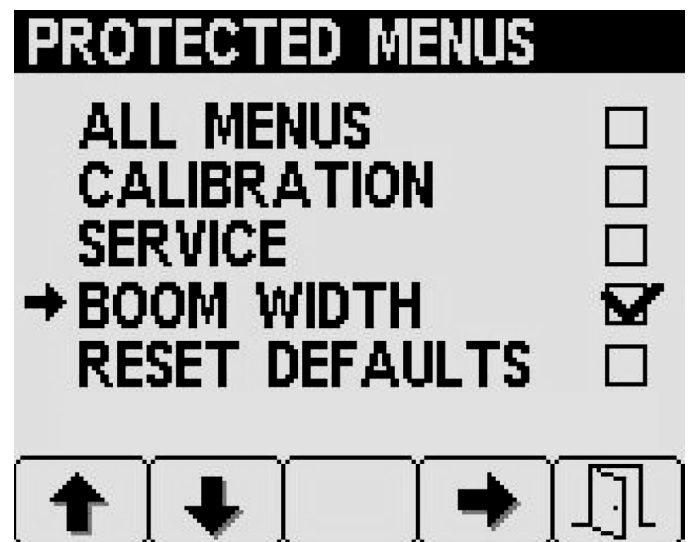 PROTECTED MENUS
ALL MENUS
CALIBRATION
SERVICE
BOOM WIDTH
RESET DEFAULTS